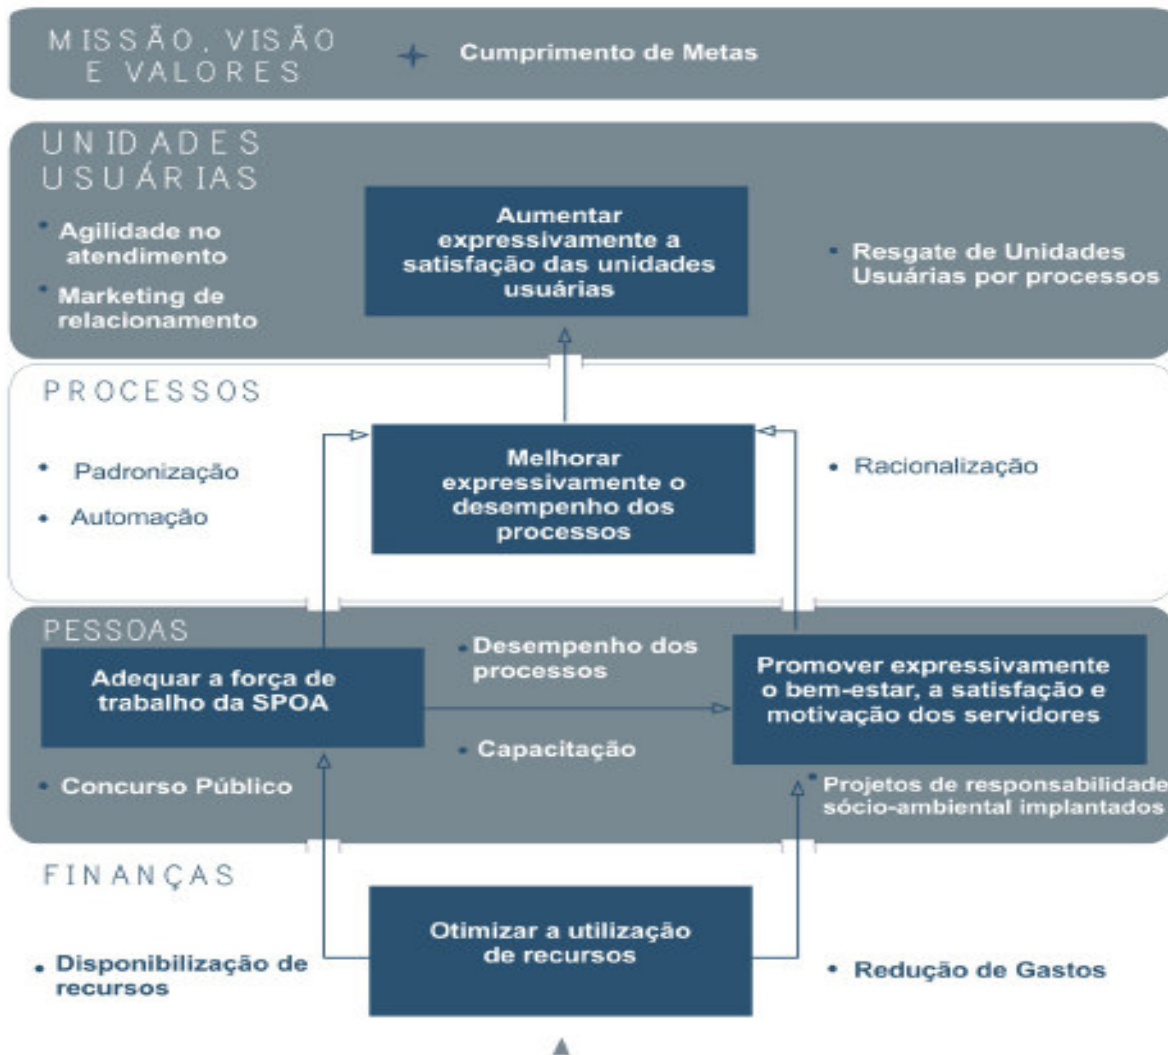 MISSÃO, VISÃO
E VALORES
Cumprimento de Metas
UNIDADES
USUÁRIAS
• Agilidade no
atendimento
• Marketing de
relacionamento
Aumentar
expressivamente a
satisfação das unidades
usuárias
• Resgate de Unidades
Usuárias por processos
PROCESSOS
• Padronização
• Automação
Melhorar
expressivamente o
desempenho dos
processos
• Racionalização
PESSOAS
Adequar a força de
trabalho da SPOA
• Desempenho dos
processos
• Capacitação
Promover expressivamente
o bem-estar, a satisfação e
motivação dos servidores
• Concurso Público
• Projetos de responsabilidade
sócio-ambiental implantados
FINANÇAS
• Disponibilização de
recursos
Otimizar a utilização
de recursos
• Redução de Gastos